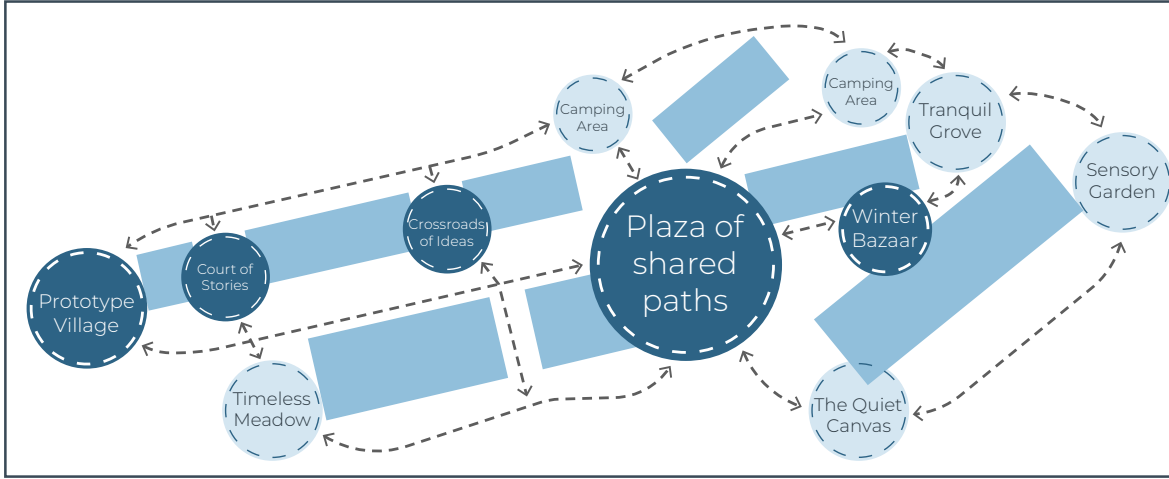 Camping
Area
Camping
Area
Tranquil
Grove
Sensory
Garden
Crossroads
of Ideas
Plaza of
shared
paths
Winter
Bazaar
Court of
Stories
Prototype
Village
Timeless
Meadow
The Quiet
Canvas